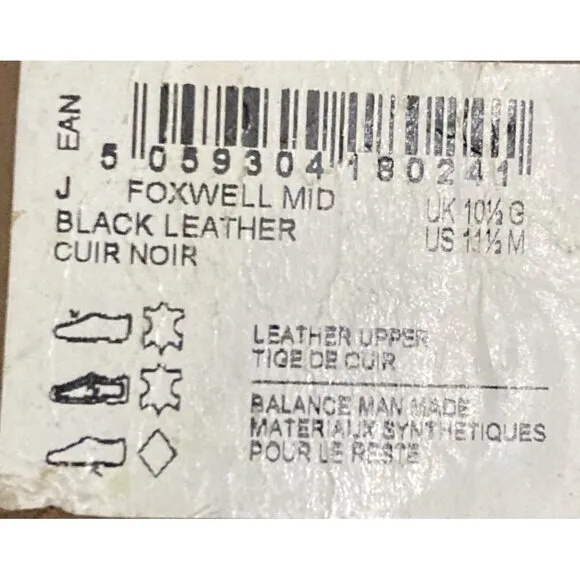 EAN
5 059304 180241
J FOXWELL MID
BLACK LEATHER
CUIR NOIR
UK 10½ G
US 11½ M
LEATHER UPPER
TIGE DE CUIR
BALANCE MAN MADE
MATERIAUX SYNTHETIQUES
POUR LE RESTE